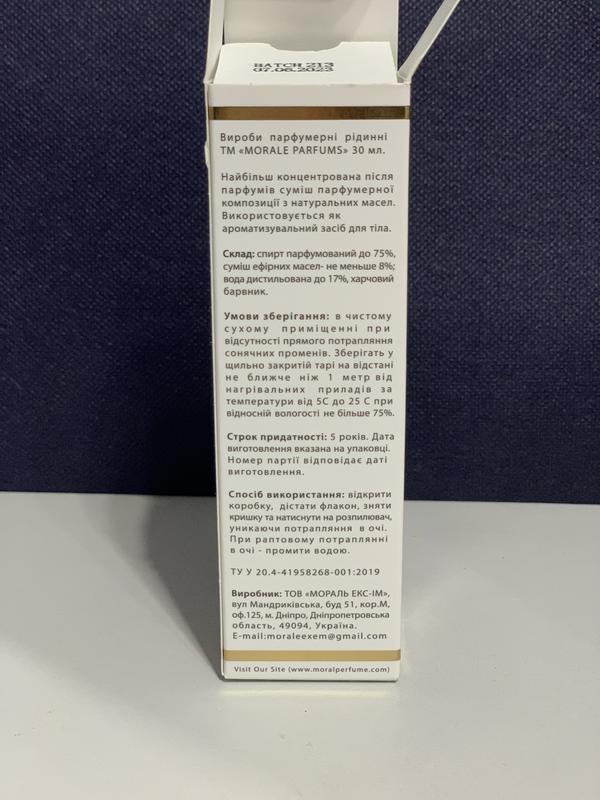 BATCH 213
07.06.2023
Вироби парфумерні рідинні
ТМ «MORALE PARFUMS» 30 мл.
Найбільш концентрована після
парфумів суміш парфумерної
композиції з натуральних масел.
Використовується як
ароматизувальний засіб для тіла.
Склад: спирт парфумований до 75%,
суміш ефірних масел- не меньше 8%;
вода дистильована до 17%, харчовий
барвник.
Умови зберігання: в чистому
сухому приміщенні при
відсутності прямого потрапляння
сонячних променів. Зберігать у
щильно закритій тарі на відстані
не ближче ніж 1 метр від
нагрівальних приладів за
температури від 5С до 25 С при
відносній вологості не більше 75%.
Строк придатності: 5 років. Дата
виготовлення вказана на упаковці.
Номер партії відповідає даті
виготовлення.
Спосіб використання: відкрити
коробку, дістати флакон, зняти
кришку та натиснути на розпилювач,
уникаючи потрапляння в очі.
При раптовому потраплянні
в очі - промити водою.
ТУ У 20.4-41958268-001:2019
Виробник: ТОВ «МОРАЛЬ ЕКС-ІМ»,
вул Мандриківська, буд 51, кор.М,
оф.125, м. Дніпро, Дніпропетровська
область, 49094, Україна.
E-mail:moraleexem@gmail.com
Visit Our Site (www.moralperfume.com)